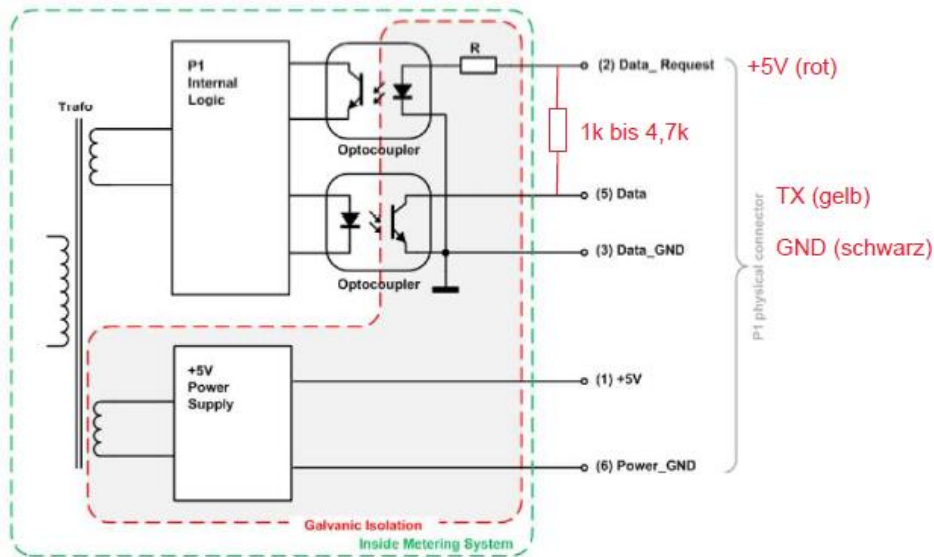 P1
Internal
Logic
Trafo
R
(2) Data_ Request
+5V (rot)
Optocoupler
1k bis 4,7k
(5) Data
TX (gelb)
(3) Data_GND
GND (schwarz)
Optocoupler
P1 physical connector
+5V
Power
Supply
(1) +5V
(6) Power_GND
Galvanic Isolation
Inside Metering System